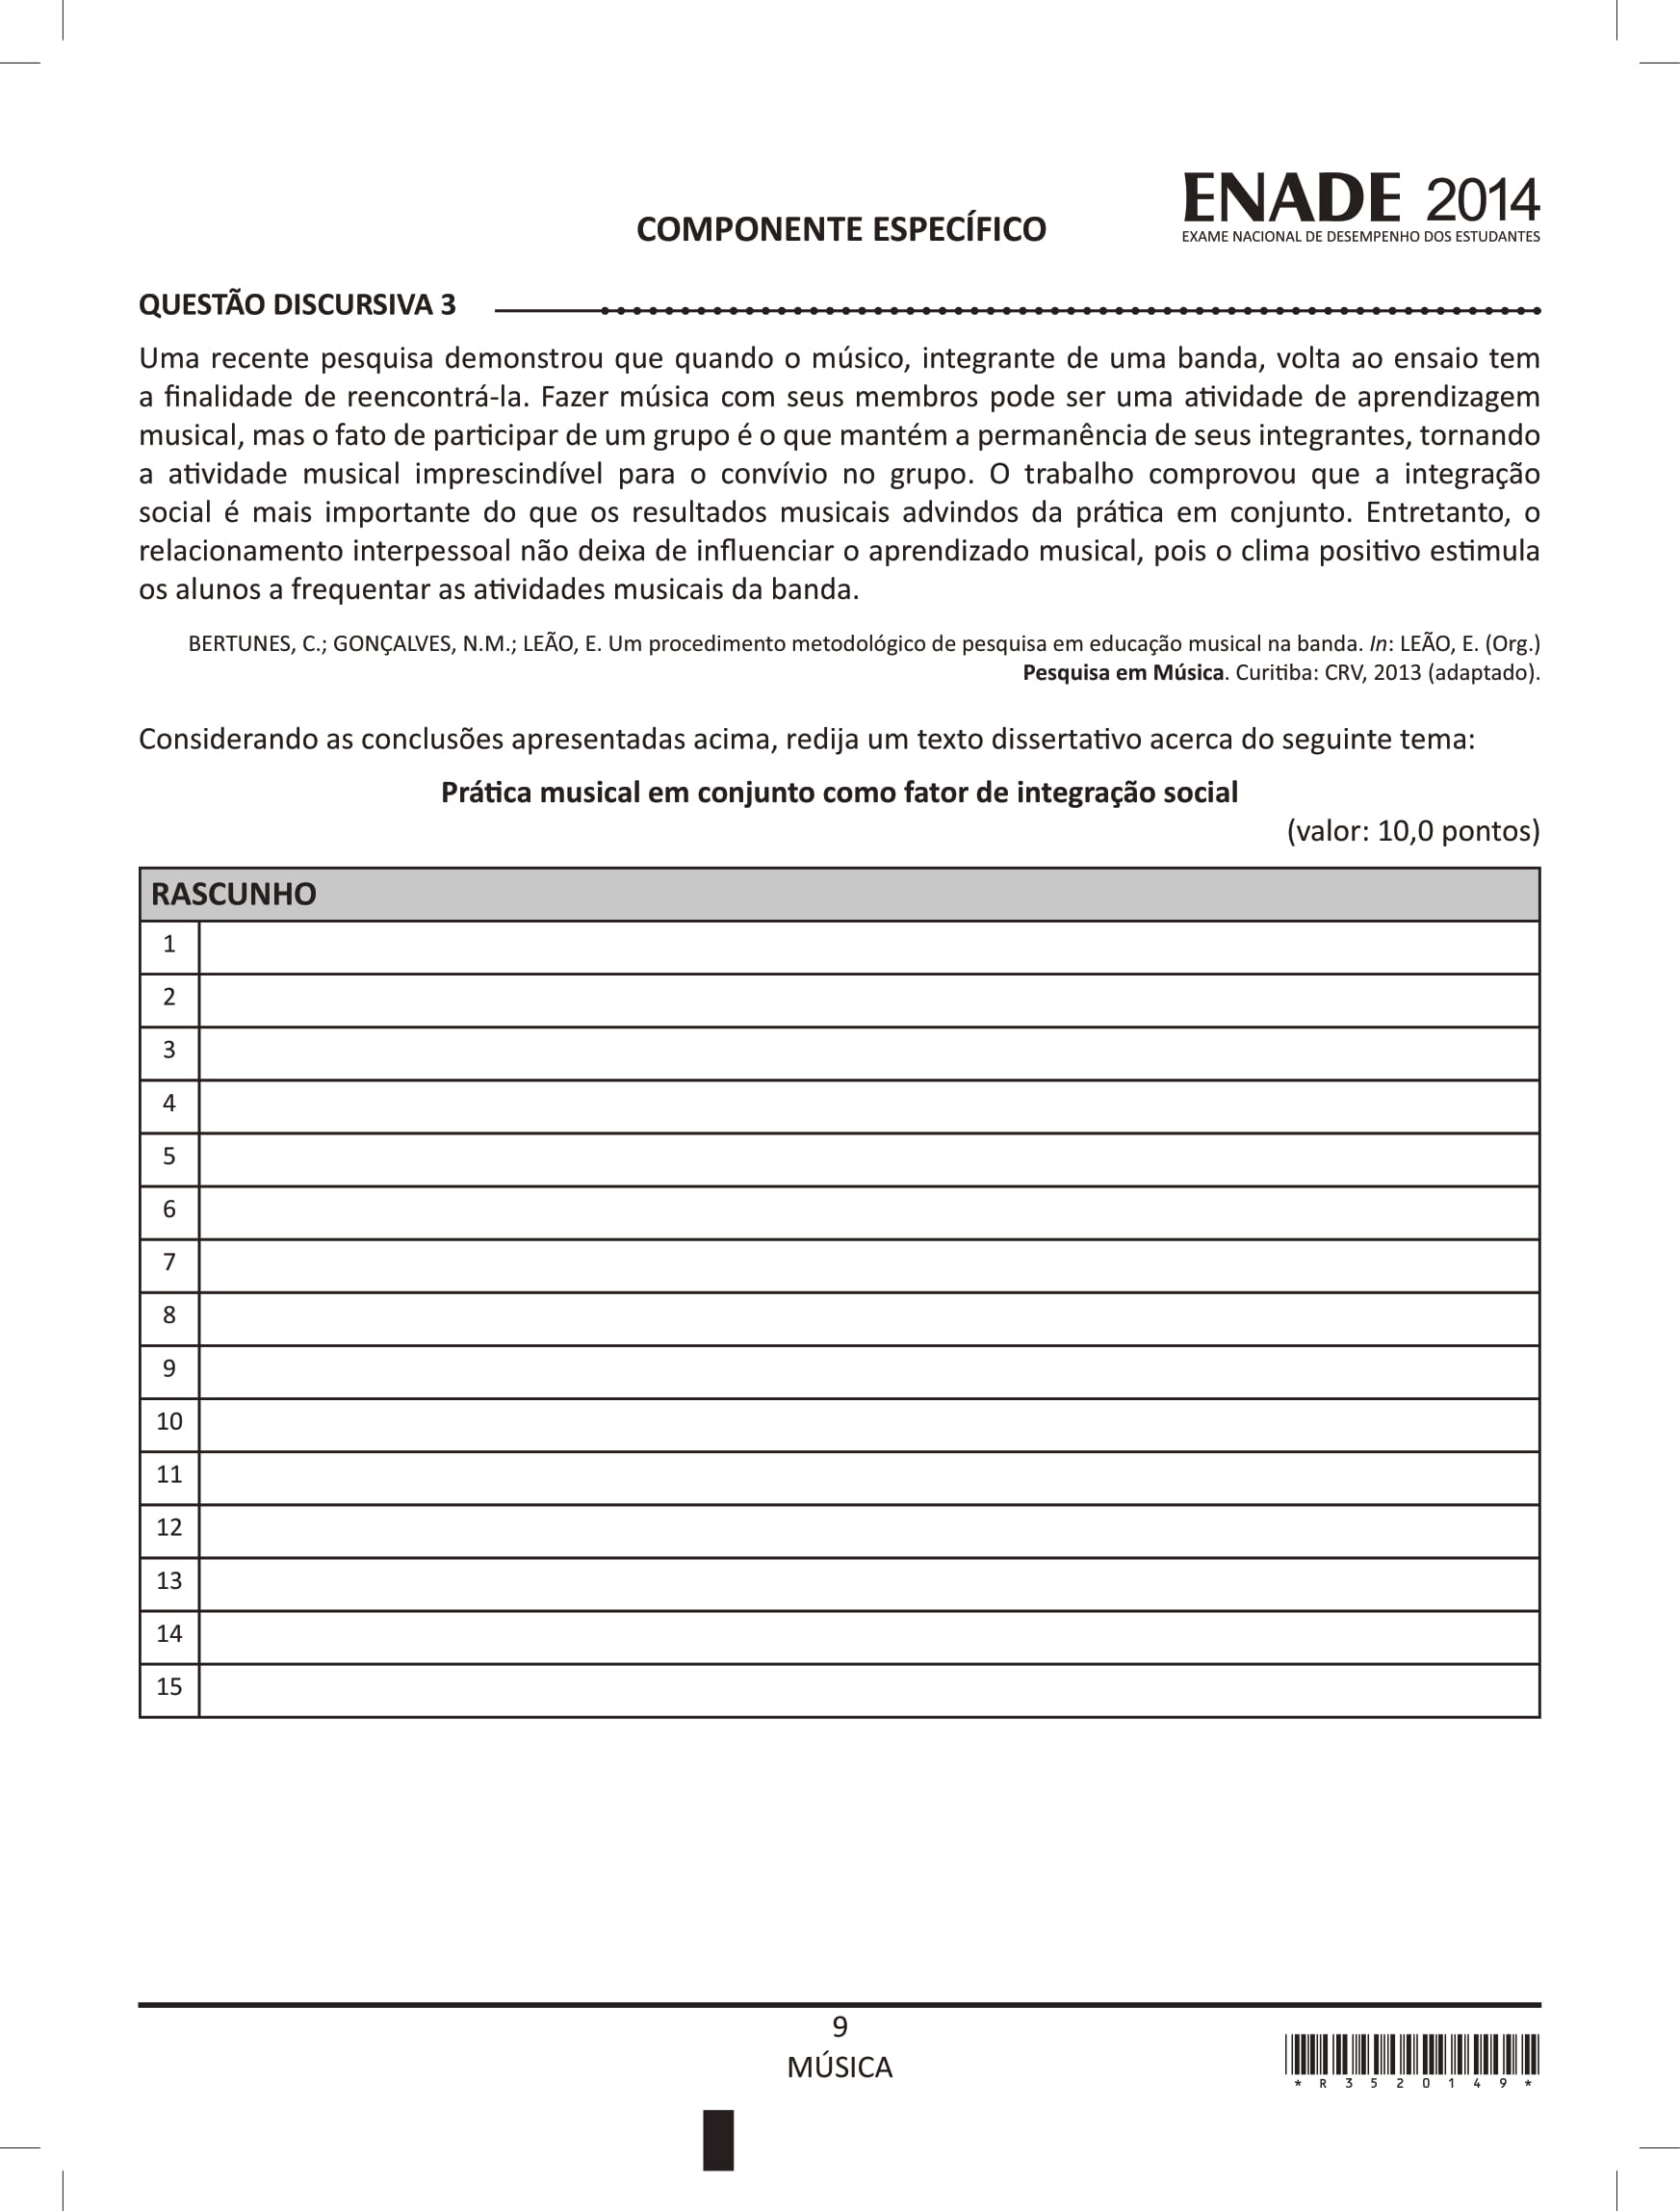 ENADE 2014
EXAME NACIONAL DE DESEMPENHO DOS ESTUDANTES
COMPONENTE ESPECÍFICO
QUESTÃO DISCURSIVA 3
Uma recente pesquisa demonstrou que quando o músico, integrante de uma banda, volta ao ensaio tem
a finalidade de reencontrá-la. Fazer música com seus membros pode ser uma atividade de aprendizagem
musical, mas o fato de participar de um grupo é o que mantém a permanência de seus integrantes, tornando
a atividade musical imprescindível para o convívio no grupo. O trabalho comprovou que a integração
social é mais importante do que os resultados musicais advindos da prática em conjunto. Entretanto, o
relacionamento interpessoal não deixa de influenciar o aprendizado musical, pois o clima positivo estimula
os alunos a frequentar as atividades musicais da banda.
BERTUNES, C.; GONÇALVES, N.M.; LEÃO, E. Um procedimento metodológico de pesquisa em educação musical na banda. In: LEÃO, E. (Org.)
Pesquisa em Música. Curitiba: CRV, 2013 (adaptado).
Considerando as conclusões apresentadas acima, redija um texto dissertativo acerca do seguinte tema:
Prática musical em conjunto como fator de integração social
(valor: 10,0 pontos)
RASCUNHO
1
2
3
4
5
6
7
8
9
10
11
12
13
14
15
9
MÚSICA
* R 3 5 2 0 1 4 9 *